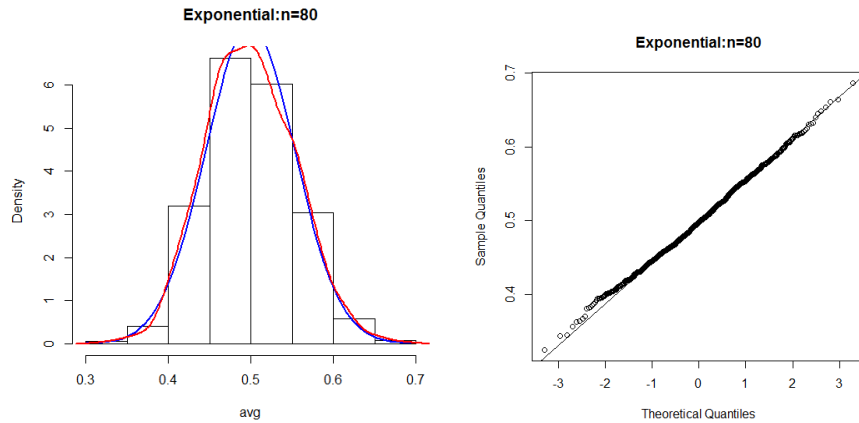 Exponential:n=80
Density
6
5
4
3
2
1
0
0.3 0.4 0.5 0.6 0.7
avg
Exponential:n=80
Sample Quantiles
0.7
0.6
0.5
0.4
-3 -2 -1 0 1 2 3
Theoretical Quantiles